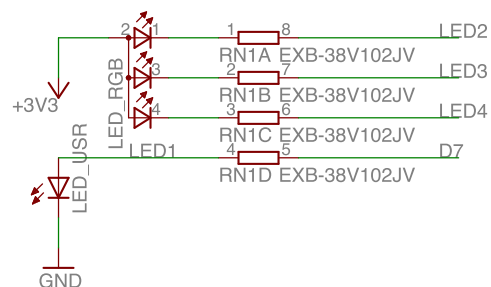 2 1 1 8 LED2
RN1A EXB-38V102JV
3 2 7 LED3
+3V3
LED_RGB
RN1B EXB-38V102JV
4 3 6 LED4
RN1C EXB-38V102JV
LED_USR
LED1 4 5 D7
RN1D EXB-38V102JV
GND